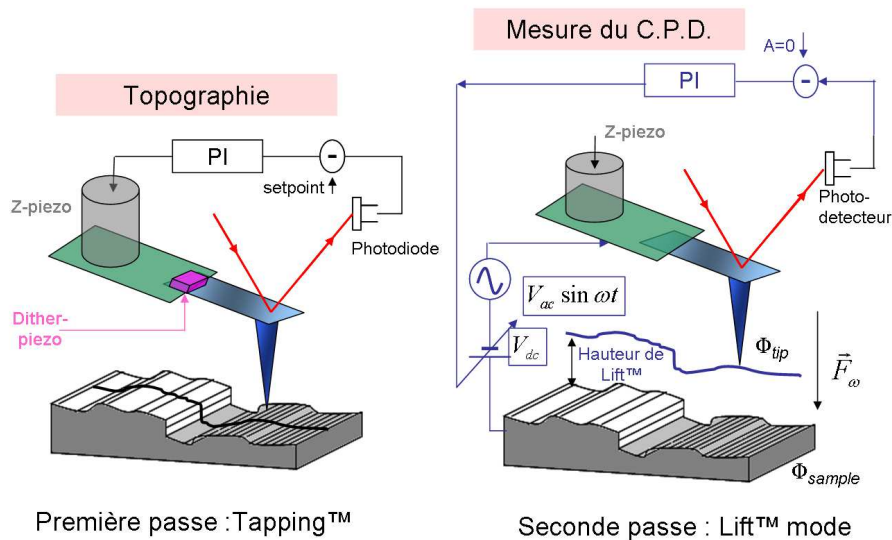 Topographie
PI
-
setpoint
Z-piezo
Photodiode
Dither-
piezo
Première passe :Tapping™
Mesure du C.P.D.
A=0
PI
-
Z-piezo
Photo-
detecteur
V_ac sin ωt
V_dc
Hauteur de
Lift™
Φ_tip
F⃗_ω
Φ_sample
Seconde passe : Lift™ mode